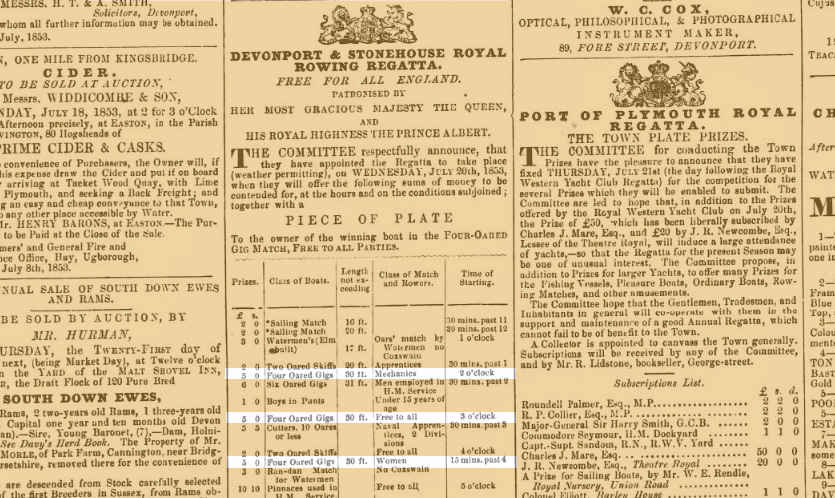 MESSRS. H. T. & A. SMITH,
Solicitors, Devonport,
whom all further information may be obtained.
July, 1853.
N, ONE MILE FROM KINGSBRIDGE.
CIDER.
TO BE SOLD AT AUCTION,
Messrs. WIDDICOMBE & SON,
NDAY, JULY 18, 1853, at 2 for 3 o'Clock
Afternoon precisely, at EASTON, in the Parish
VINGTON, 80 Hogsheads of
PRIME CIDER & CASKS.
convenience of Purchasers, the Owner will, if
his expense draw the Cider and put it on board
arriving at Tacket Wood Quay, with Lime
Plymouth, and seeking a Back Freight; and
g an easy and cheap conveyance to that Town,
o any other place accessible by Water.
Mr. HENRY BARONS, at EASTON.—The Pur-
to be Paid at the Close of the Sale.
mers' and General Fire and
nce Office, Hay, Ugborough,
July 8th, 1853.
NUAL SALE OF SOUTH DOWN EWES
AND RAMS.
BE SOLD BY AUCTION, BY
MR. HURMAN,
URSDAY, the TWENTY-FIRST day of
next, (being Market Day), at Twelve o'clock
in the YARD of the MALT SHOVEL INN,
ER, the Draft Flock of 120 Pure Bred
SOUTH DOWN EWES,
Rams, 2 two-years old Rams, 1 three-years old
Capital one year and ten months old Devon
an).—Sire, Young Baronet, (7).—Dam, Holni-
See Davy's Herd Book. The Property of Mr.
MORLE, of Park Farm, Cannington, near Bridg-
rsetshire, removed there for the convenience of
are descended from Stock carefully selected
the first Breeders in Sussex, from Rams ob-
DEVONPORT & STONEHOUSE ROYAL
ROWING REGATTA.
FREE FOR ALL ENGLAND.
PATRONISED BY
HER MOST GRACIOUS MAJESTY THE QUEEN,
AND
HIS ROYAL HIGHNESS THE PRINCE ALBERT.
THE COMMITTEE respectfully announce, that
they have appointed the Regatta to take place
(weather permitting), on WEDNESDAY, JULY 20th, 1853,
when they will offer the following sums of money to be
contended for, at the hours and on the conditions subjoined;
together with a
PIECE OF PLATE
To the owner of the winning boat in the FOUR-OARED
GIG MATCH, FREE TO ALL PARTIES.
Prizes. Class of Boats. Length not exceeding Class of Match and Rowers. Time of Starting.
£ s.
2 0 *Sailing Match 16 ft. 30 mins. past 11
2 0 *Sailing Match 20 ft. 30 mins. past 12
3 0 Watermen's (Elm built) 17 ft. Oars' match by Watermen no Coxswain
2 0 Two Oared Skiffs 20 ft. Apprentices 30 mins. past 1
5 0 Four Oared Gigs 30 ft. Mechanics 2 o'clock
6 0 Six Oared Gigs 31 ft. Men employed in H.M. Service 30 mins. past 2
1 0 Boys in Punts Under 15 years of age
5 0 Four Oared Gigs 30 ft. Free to all 3 o'clock
5 5 Cutters, 10 Oars or less Naval Apprentices, 2 Divisions 30 mins. past 3
2 0 Two Oared Skiffs Free to all 4 o'clock
5 0 Four Oared Gigs 30 ft. Women 15 mins. past 4
3 0 Run-dan Match for Watermen No Coxswain
10 10 Pinnaces used in H.M. Service Free to all 5 o'clock
W. C. COX,
OPTICAL, PHILOSOPHICAL, & PHOTOGRAPHICAL
INSTRUMENT MAKER,
89, FORE STREET, DEVONPORT.
PORT OF PLYMOUTH ROYAL
REGATTA.
THE TOWN PLATE PRIZES.
THE COMMITTEE for conducting the Town
Prizes have the pleasure to announce that they have
fixed THURSDAY, JULY 21st (the day following the Royal
Western Yacht Club Regatta) for the competition for the
several Prizes which they will be enabled to submit. The
Committee are led to hope that, in addition to the Prizes
offered by the Royal Western Yacht Club on July 20th,
the Prize of £50, which has been liberally subscribed by
Charles J. Mare, Esq., and £20 by J. R. Newcombe, Esq.,
Lessee of the Theatre Royal, will induce a large attendance
of yachts,—so that the Regatta for the present Season may
be one of unusual interest. The Committee propose, in
addition to Prizes for larger Yachts, to offer many Prizes for
the Fishing Vessels, Pleasure Boats, Ordinary Boats, Row-
ing Matches, and other amusements.
The Committee hope that the Gentlemen, Tradesmen, and
Inhabitants in general will co-operate with them in the
support and maintenance of a good Annual Regatta, which
cannot fail to be of benefit to the Town.
A Collector is appointed to canvass the Town generally.
Subscriptions will be received by any of the Committee,
and by Mr. R. Lidstone, bookseller, George-street.
Subscriptions List.
£ s. d.
Roundell Palmer, Esq., M.P. 2 2 0
R. P. Collier, Esq., M.P. 2 2 0
Major-General Sir Harry Smith, G.C.B. 2 0 0
Commodore Seymour, H.M. Dockyard 1 1 0
Capt.-Supt. Sandom, R.N., R.W.V. Yard
Charles J. Mare, Esq. 50 0 0
J. R. Newcombe, Esq., Theatre Royal 20 0 0
A Prize for Sailing Boats, by Mr. W. E. Rendle,
Royal Nursery, Union Road
Colonel Elliott, Barley House 1 1 0